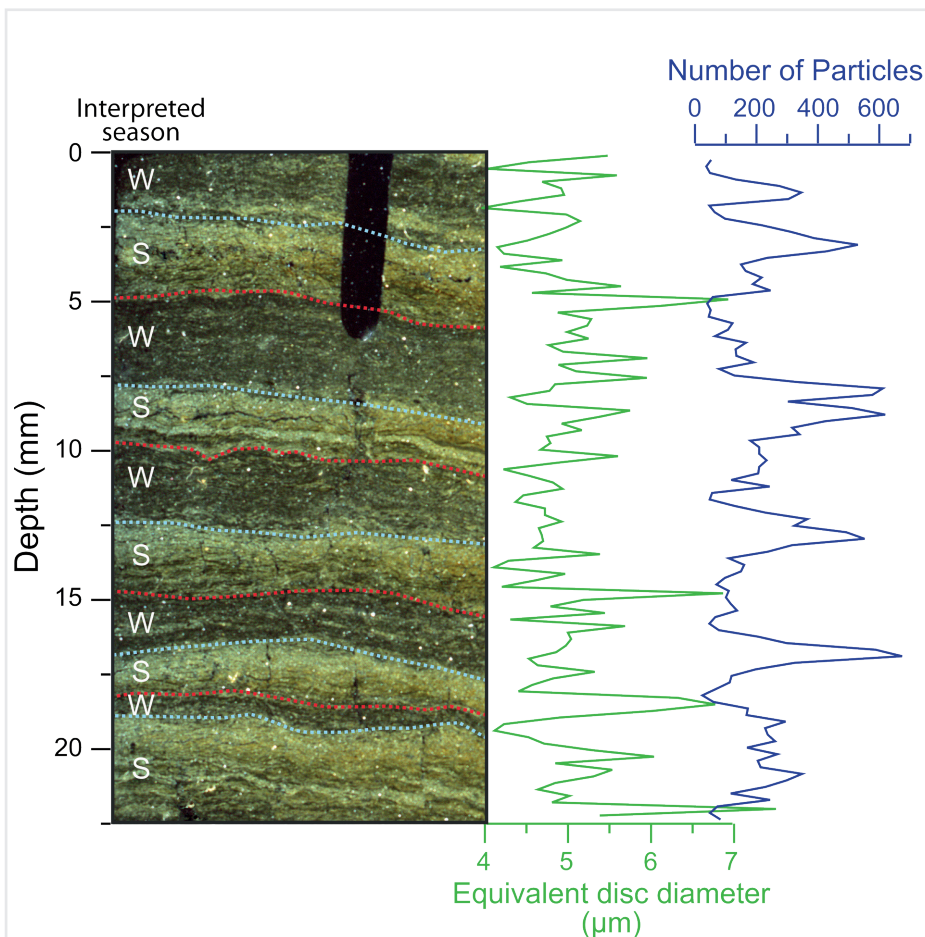 Number of Particles
0 200 400 600
Interpreted
season
0
W
S
5
W
S
10
W
S
15
W
S
W
20
S
Depth (mm)
4 5 6 7
Equivalent disc diameter
(μm)